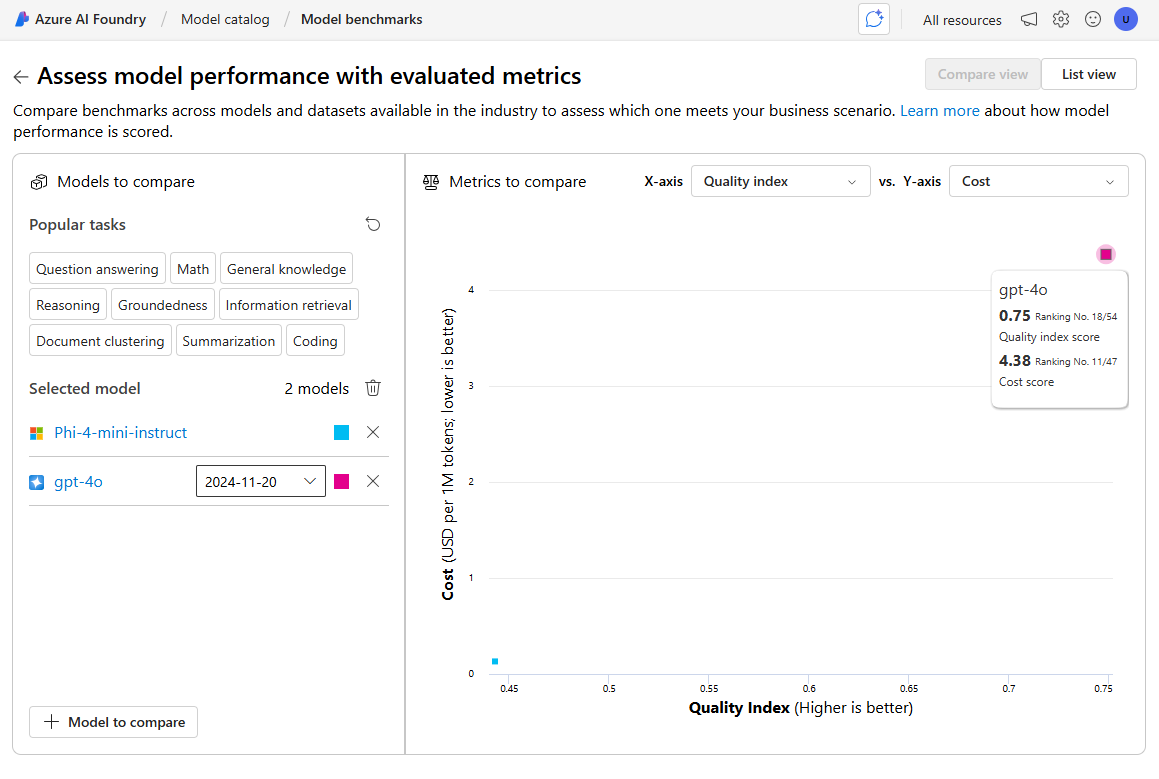 Azure AI Foundry / Model catalog / Model benchmarks
All resources
U
Assess model performance with evaluated metrics
Compare view
List view
Compare benchmarks across models and datasets available in the industry to assess which one meets your business scenario. Learn more about how model
performance is scored.
Models to compare
Popular tasks
Question answering
Math
General knowledge
Reasoning
Groundedness
Information retrieval
Document clustering
Summarization
Coding
Selected model
2 models
Phi-4-mini-instruct
gpt-4o
2024-11-20
Model to compare
Metrics to compare
X-axis
Quality index
vs. Y-axis
Cost
gpt-4o
0.75 Ranking No. 18/54
Quality index score
4.38 Ranking No. 11/47
Cost score
Cost (USD per 1M tokens; lower is better)
4
3
2
1
0
0.45
0.5
0.55
0.6
0.65
0.7
0.75
Quality Index (Higher is better)